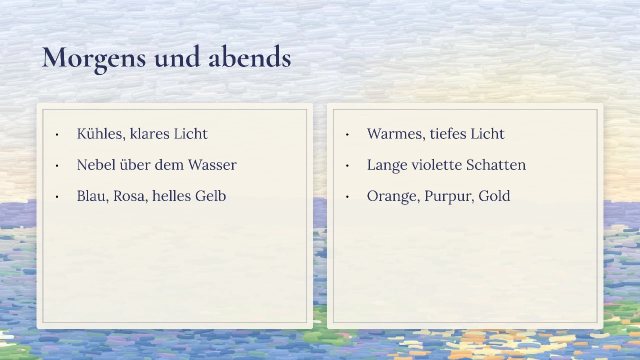 Morgens und abends
· Kühles, klares Licht
· Nebel über dem Wasser
· Blau, Rosa, helles Gelb
· Warmes, tiefes Licht
· Lange violette Schatten
· Orange, Purpur, Gold